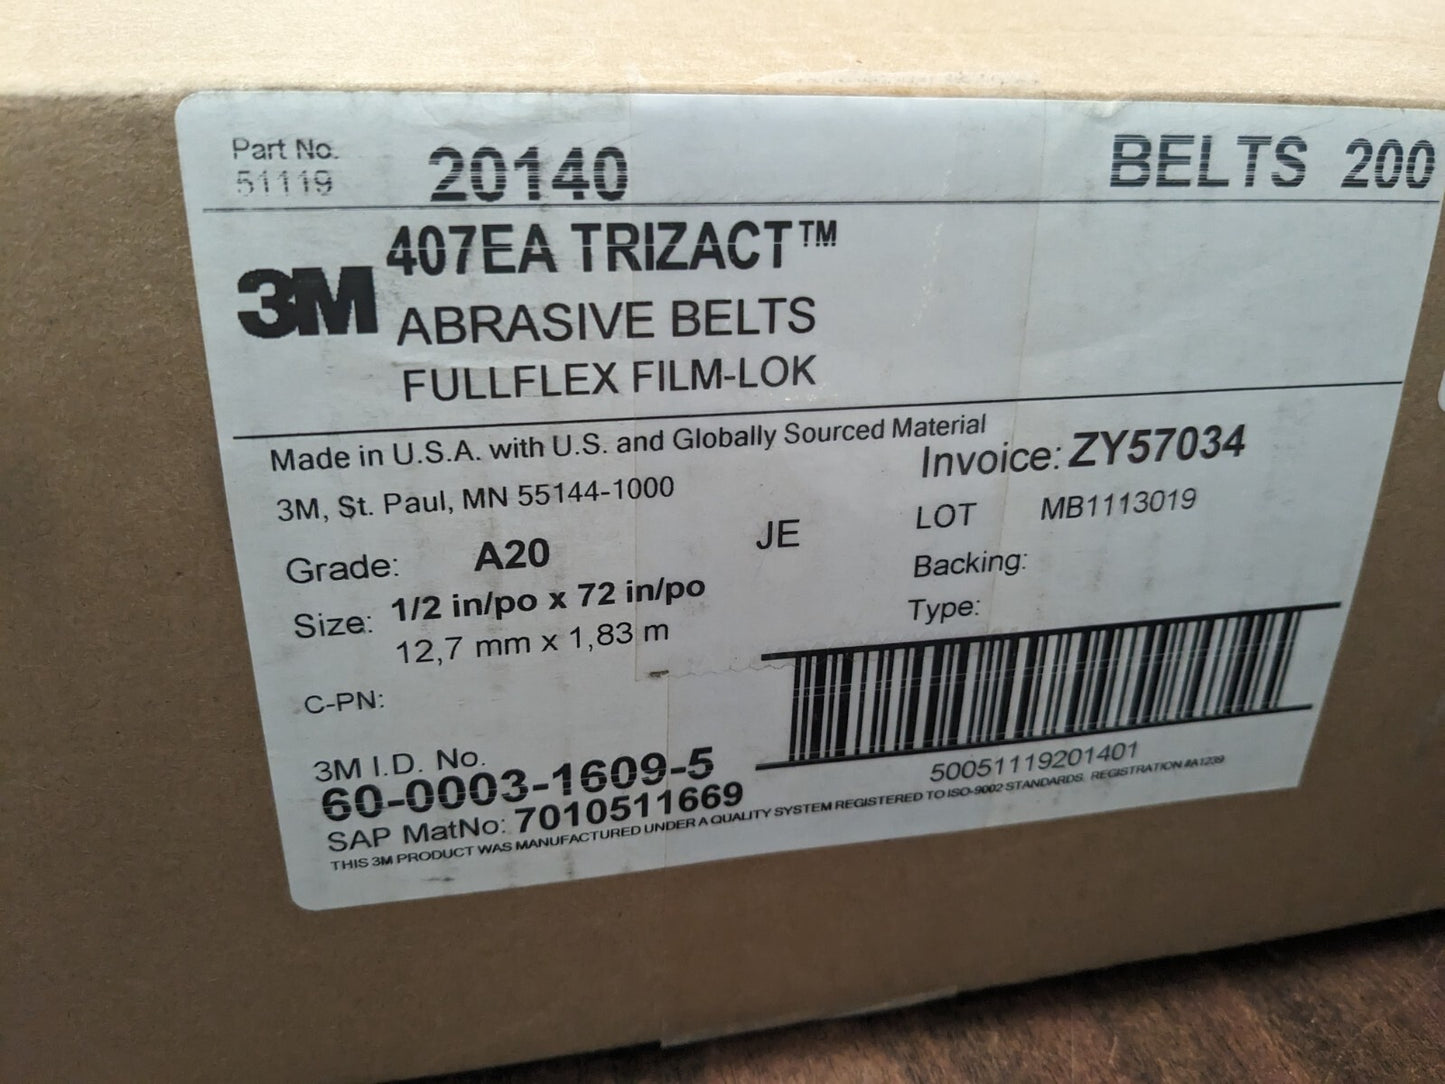 Part No.
51119 20140 BELTS 200
3M
407EA TRIZACT™
ABRASIVE BELTS
FULLFLEX FILM-LOK
Made in U.S.A. with U.S. and Globally Sourced Material
3M, St. Paul, MN 55144-1000
Invoice: ZY57034
JE
LOT MB1113019
Grade: A20
Backing:
Size: 1/2 in/po x 72 in/po
12,7 mm x 1,83 m
Type:
C-PN:
3M I.D. No.
60-0003-1609-5
SAP MatNo: 7010511669
50051119201401
THIS 3M PRODUCT WAS MANUFACTURED UNDER A QUALITY SYSTEM REGISTERED TO ISO-9002 STANDARDS. REGISTRATION #A1239